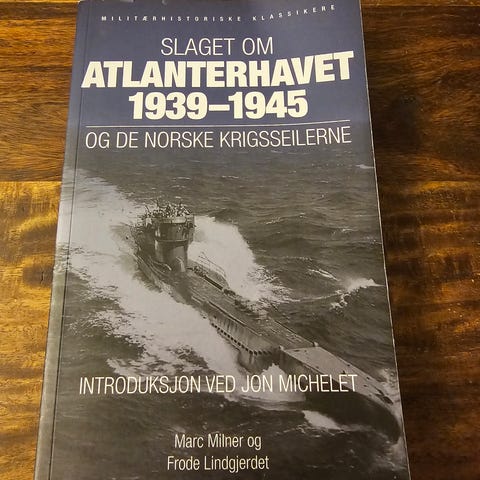 MILITÆRHISTORISKE KLASSIKERE
SLAGET OM
ATLANTERHAVET
1939–1945
OG DE NORSKE KRIGSSEILERNE
INTRODUKSJON VED JON MICHELET
Marc Milner og
Frode Lindgjerdet